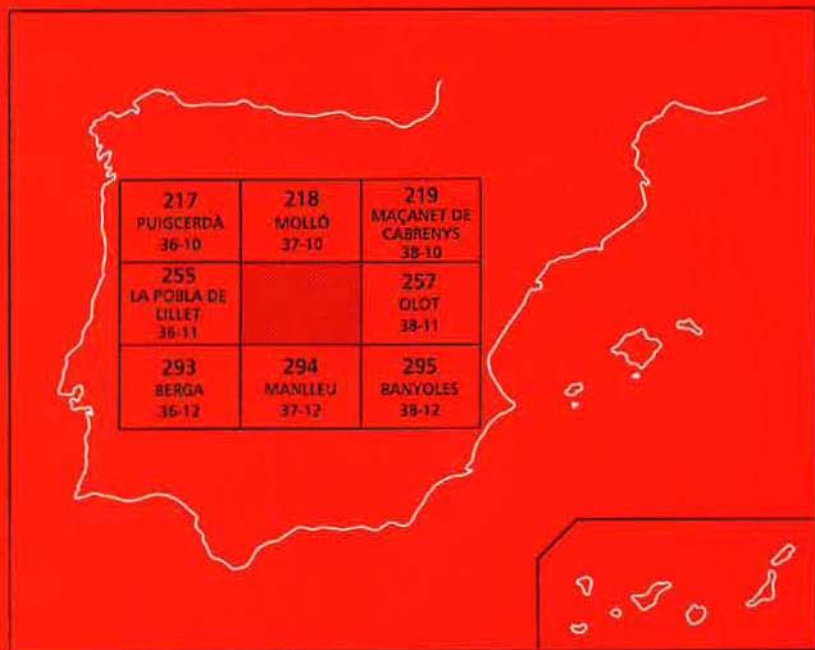 217
PUIGCERDÀ
36-10
218
MOLLÓ
37-10
219
MAÇANET DE
CABRENYS
38-10
255
LA POBLA DE
LILLET
36-11
257
OLOT
38-11
293
BERGA
36-12
294
MANLLEU
37-12
295
BANYOLES
38-12